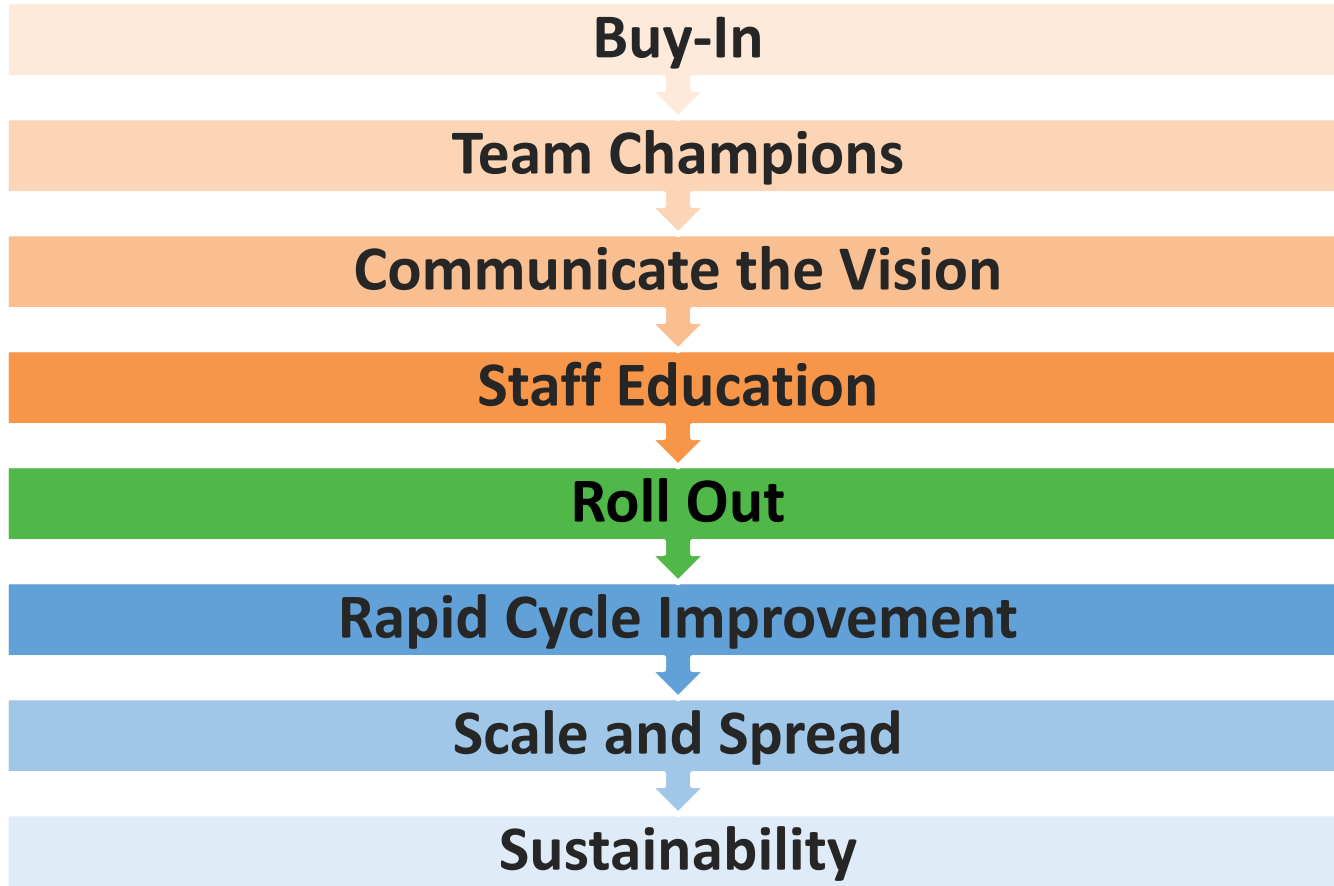 Buy-In
Team Champions
Communicate the Vision
Staff Education
Roll Out
Rapid Cycle Improvement
Scale and Spread
Sustainability